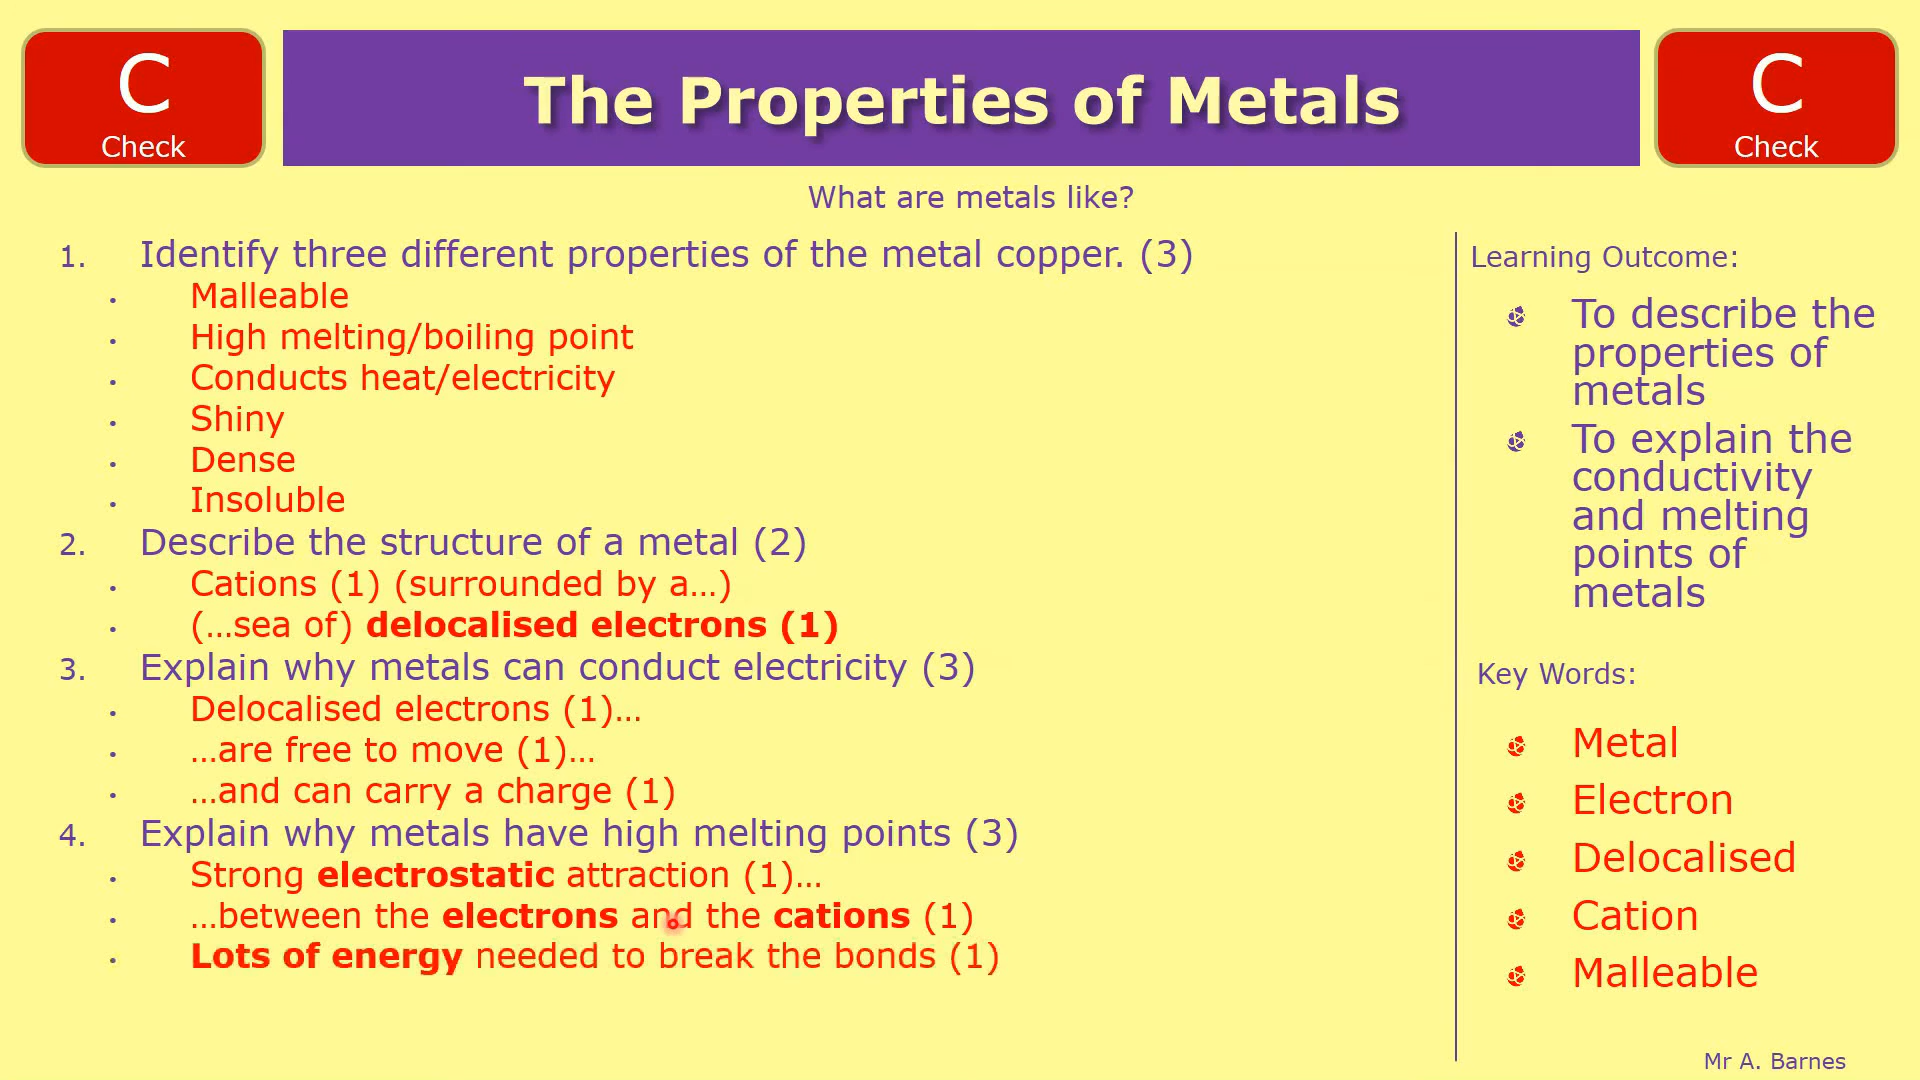 C
Check
The Properties of Metals
C
Check
What are metals like?
1. Identify three different properties of the metal copper. (3)
• Malleable
• High melting/boiling point
• Conducts heat/electricity
• Shiny
• Dense
• Insoluble
2. Describe the structure of a metal (2)
• Cations (1) (surrounded by a…)
• (…sea of) delocalised electrons (1)
3. Explain why metals can conduct electricity (3)
• Delocalised electrons (1)…
• …are free to move (1)…
• …and can carry a charge (1)
4. Explain why metals have high melting points (3)
• Strong electrostatic attraction (1)…
• …between the electrons and the cations (1)
• Lots of energy needed to break the bonds (1)
Learning Outcome:
To describe the
properties of
metals
To explain the
conductivity
and melting
points of
metals
Key Words:
Metal
Electron
Delocalised
Cation
Malleable
Mr A. Barnes